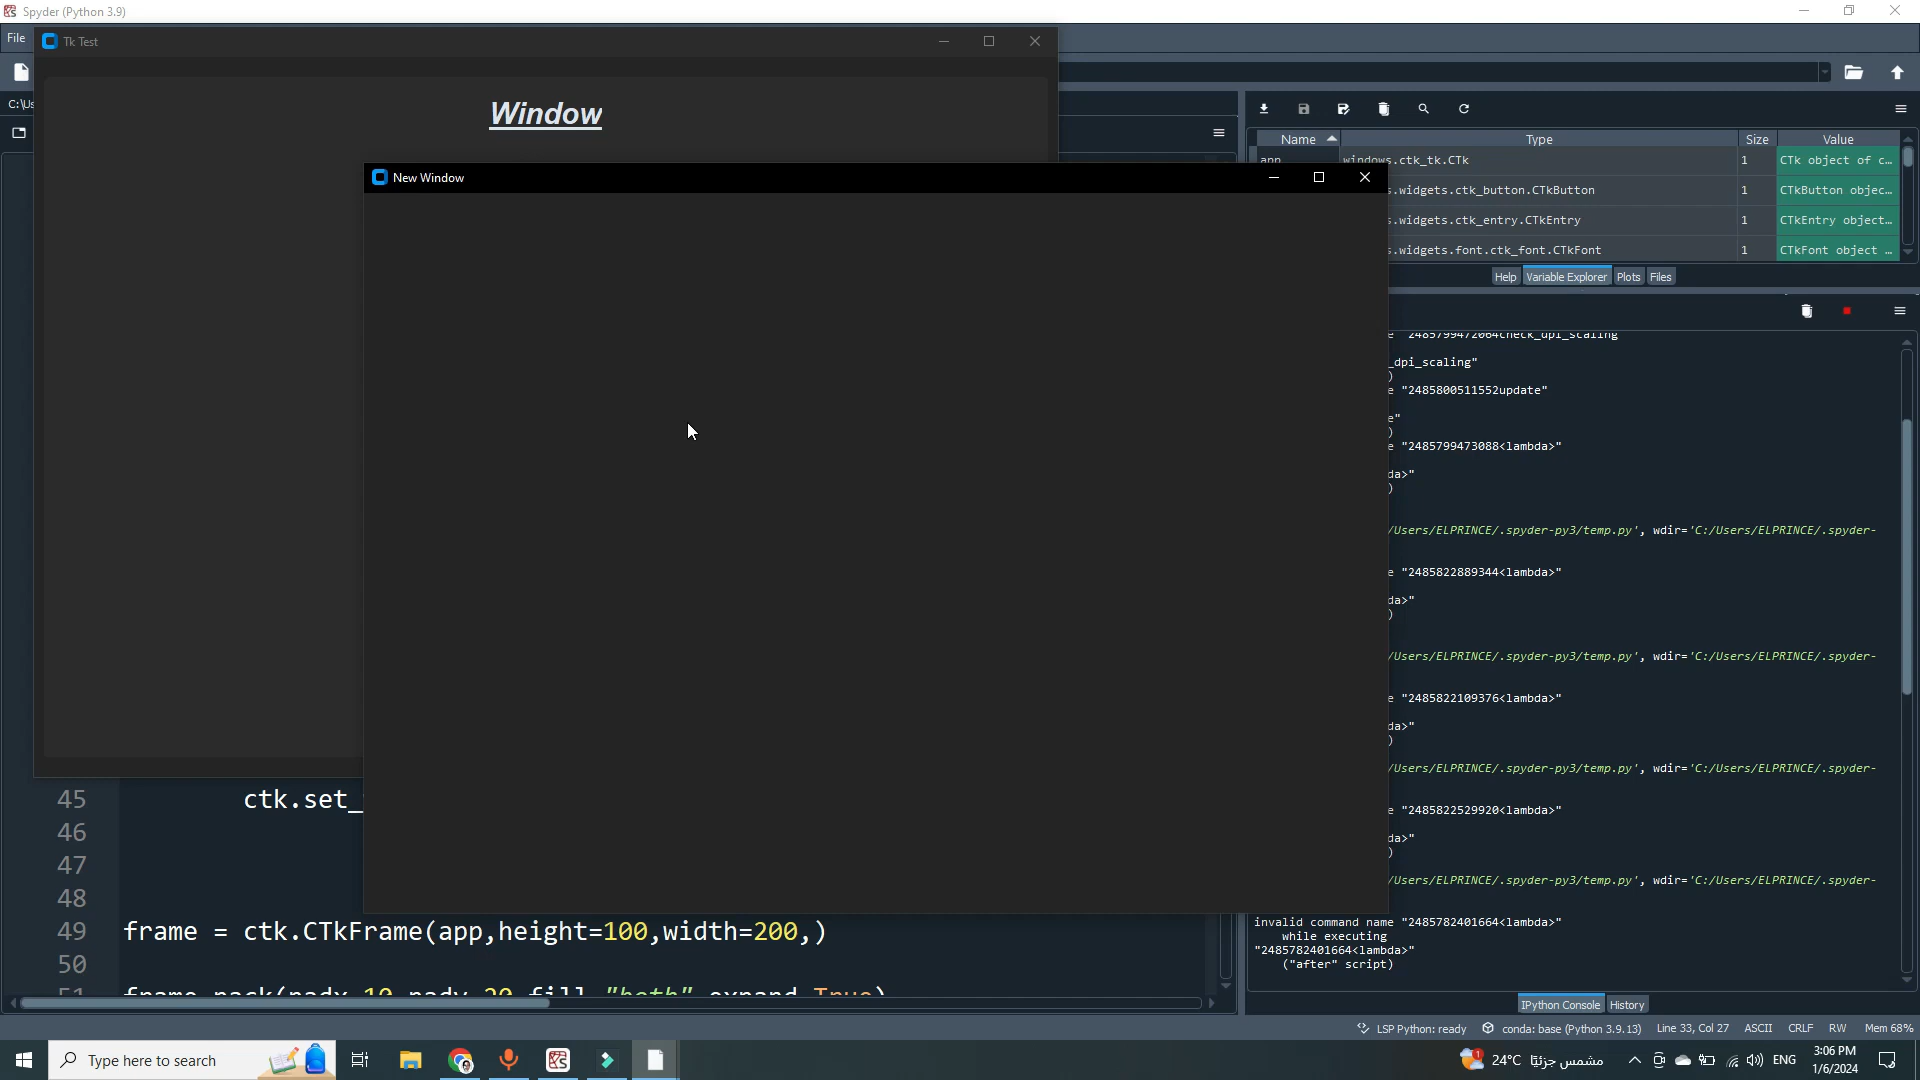 Spyder (Python 3.9)
File
Tk Test
Window
C:\Us
New Window
Name
Type
Size
Value
app
windows.ctk_tk.CTk
1
CTk object of c…
s.widgets.ctk_button.CTkButton
1
CTkButton objec…
s.widgets.ctk_entry.CTkEntry
1
CTkEntry object…
s.widgets.font.ctk_font.CTkFont
1
CTkFont object …
Help
Variable Explorer
Plots
Files
e "2485799472064check_dpi_scaling
_dpi_scaling"
)
e "2485800511552update"
e"
)
e "2485799473088<lambda>"
da>"
)
/Users/ELPRINCE/.spyder-py3/temp.py', wdir='C:/Users/ELPRINCE/.spyder-
e "2485822889344<lambda>"
da>"
)
/Users/ELPRINCE/.spyder-py3/temp.py', wdir='C:/Users/ELPRINCE/.spyder-
e "2485822109376<lambda>"
da>"
)
/Users/ELPRINCE/.spyder-py3/temp.py', wdir='C:/Users/ELPRINCE/.spyder-
e "2485822529920<lambda>"
da>"
)
/Users/ELPRINCE/.spyder-py3/temp.py', wdir='C:/Users/ELPRINCE/.spyder-
invalid command name "2485782401664<lambda>"
while executing
"2485782401664<lambda>"
("after" script)
45 ctk.set_
46
47
48
49 frame = ctk.CTkFrame(app,height=100,width=200,)
50
51 frame.pack(padx=10,pady=20,fill="both",expand=True)
IPython Console
History
LSP Python: ready
conda: base (Python 3.9.13)
Line 33, Col 27
ASCII
CRLF
RW
Mem 68%
Type here to search
1
24°C مشمس جزئيًا
ENG
3:06 PM
1/6/2024